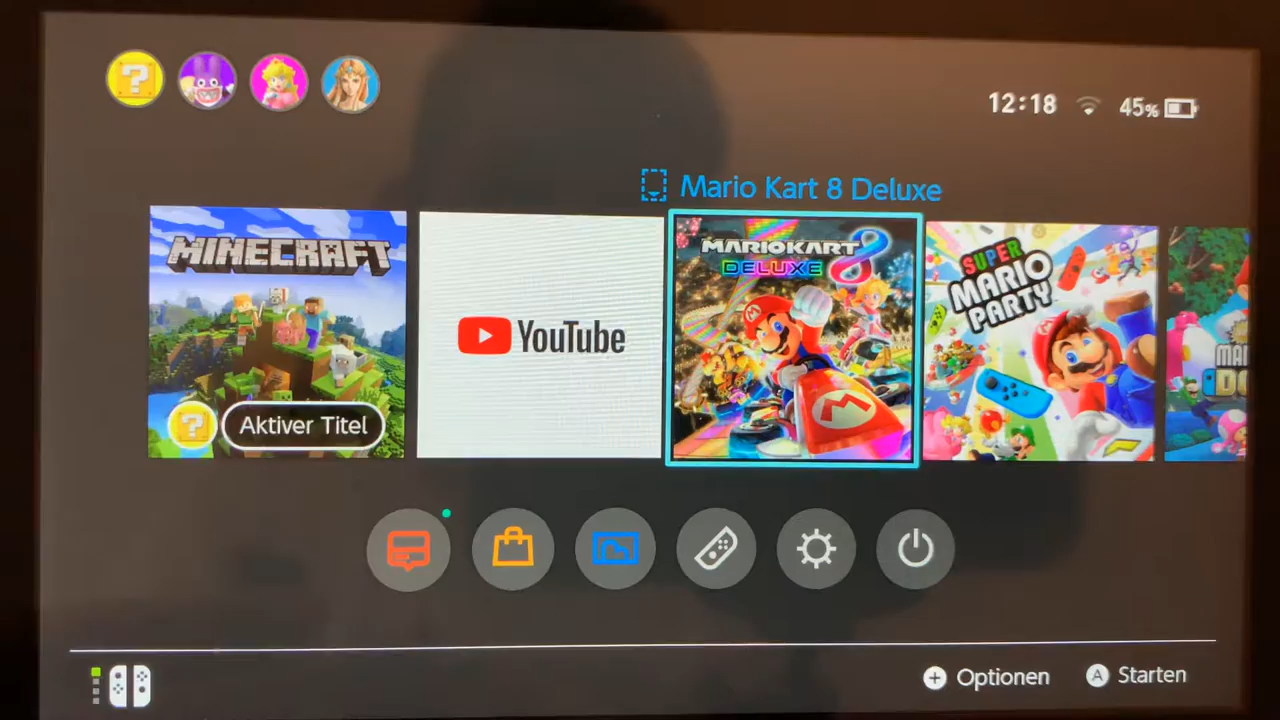 12:18
45%
Mario Kart 8 Deluxe
MINECRAFT
Aktiver Titel
YouTube
MARIOKART 8
DELUXE
M
SUPER
MARIO
PARTY
Optionen
Starten